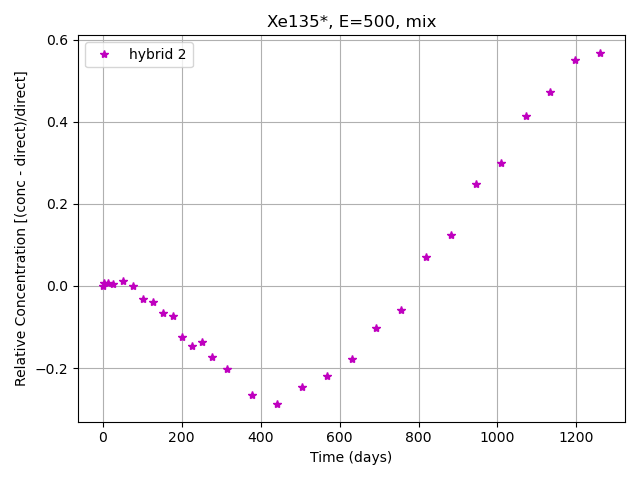 Xe135*, E=500, mix
hybrid 2
Relative Concentration [(conc - direct)/direct]
0.6
0.4
0.2
0.0
−0.2
0 200 400 600 800 1000 1200
Time (days)